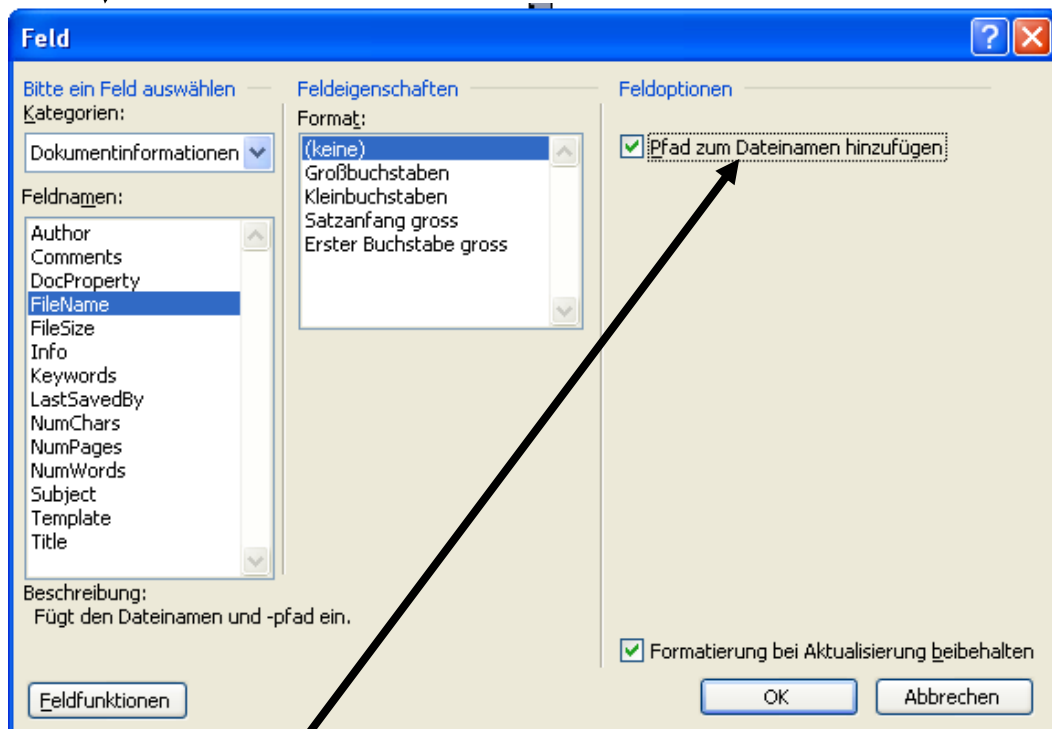 Feld
Bitte ein Feld auswählen
Kategorien:
Dokumentinformationen
Feldnamen:
Author
Comments
DocProperty
FileName
FileSize
Info
Keywords
LastSavedBy
NumChars
NumPages
NumWords
Subject
Template
Title
Beschreibung:
Fügt den Dateinamen und -pfad ein.
Feldfunktionen
Feldeigenschaften
Format:
(keine)
Großbuchstaben
Kleinbuchstaben
Satzanfang gross
Erster Buchstabe gross
Feldoptionen
Pfad zum Dateinamen hinzufügen
Formatierung bei Aktualisierung beibehalten
OK
Abbrechen